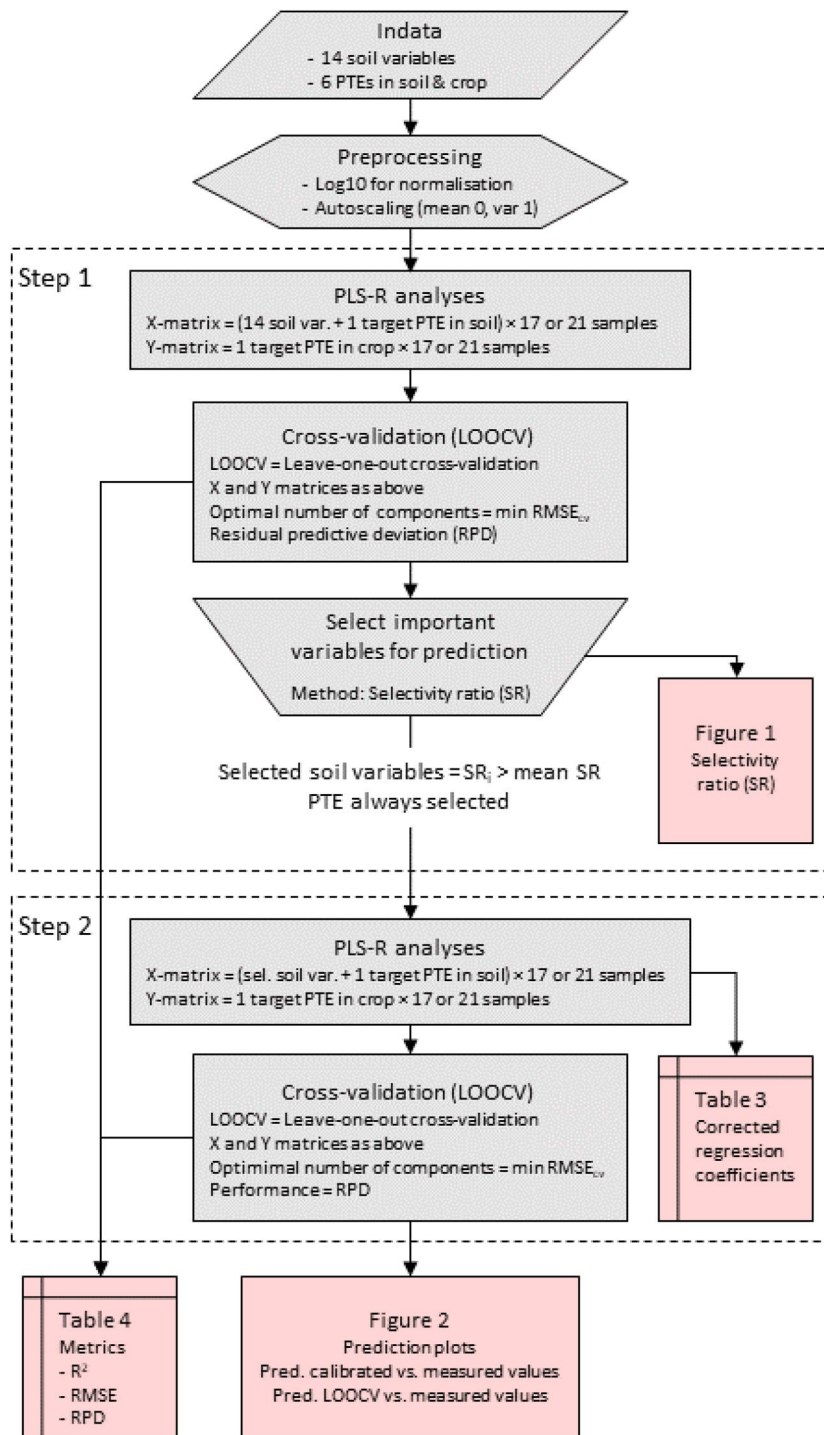 Indata
- 14 soil variables
- 6 PTEs in soil & crop
Preprocessing
- Log10 for normalisation
- Autoscaling (mean 0, var 1)
Step 1
PLS-R analyses
X-matrix = (14 soil var. + 1 target PTE in soil) × 17 or 21 samples
Y-matrix = 1 target PTE in crop × 17 or 21 samples
Cross-validation (LOOCV)
LOOCV = Leave-one-out cross-validation
X and Y matrices as above
Optimal number of components = min RMSEcv
Residual predictive deviation (RPD)
Select important
variables for prediction
Method: Selectivity ratio (SR)
Figure 1
Selectivity
ratio (SR)
Selected soil variables = SRi > mean SR
PTE always selected
Step 2
PLS-R analyses
X-matrix = (sel. soil var. + 1 target PTE in soil) × 17 or 21 samples
Y-matrix = 1 target PTE in crop × 17 or 21 samples
Cross-validation (LOOCV)
LOOCV = Leave-one-out cross-validation
X and Y matrices as above
Optimimal number of components = min RMSEcv
Performance = RPD
Table 3
Corrected
regression
coefficients
Table 4
Metrics
- R²
- RMSE
- RPD
Figure 2
Prediction plots
Pred. calibrated vs. measured values
Pred. LOOCV vs. measured values